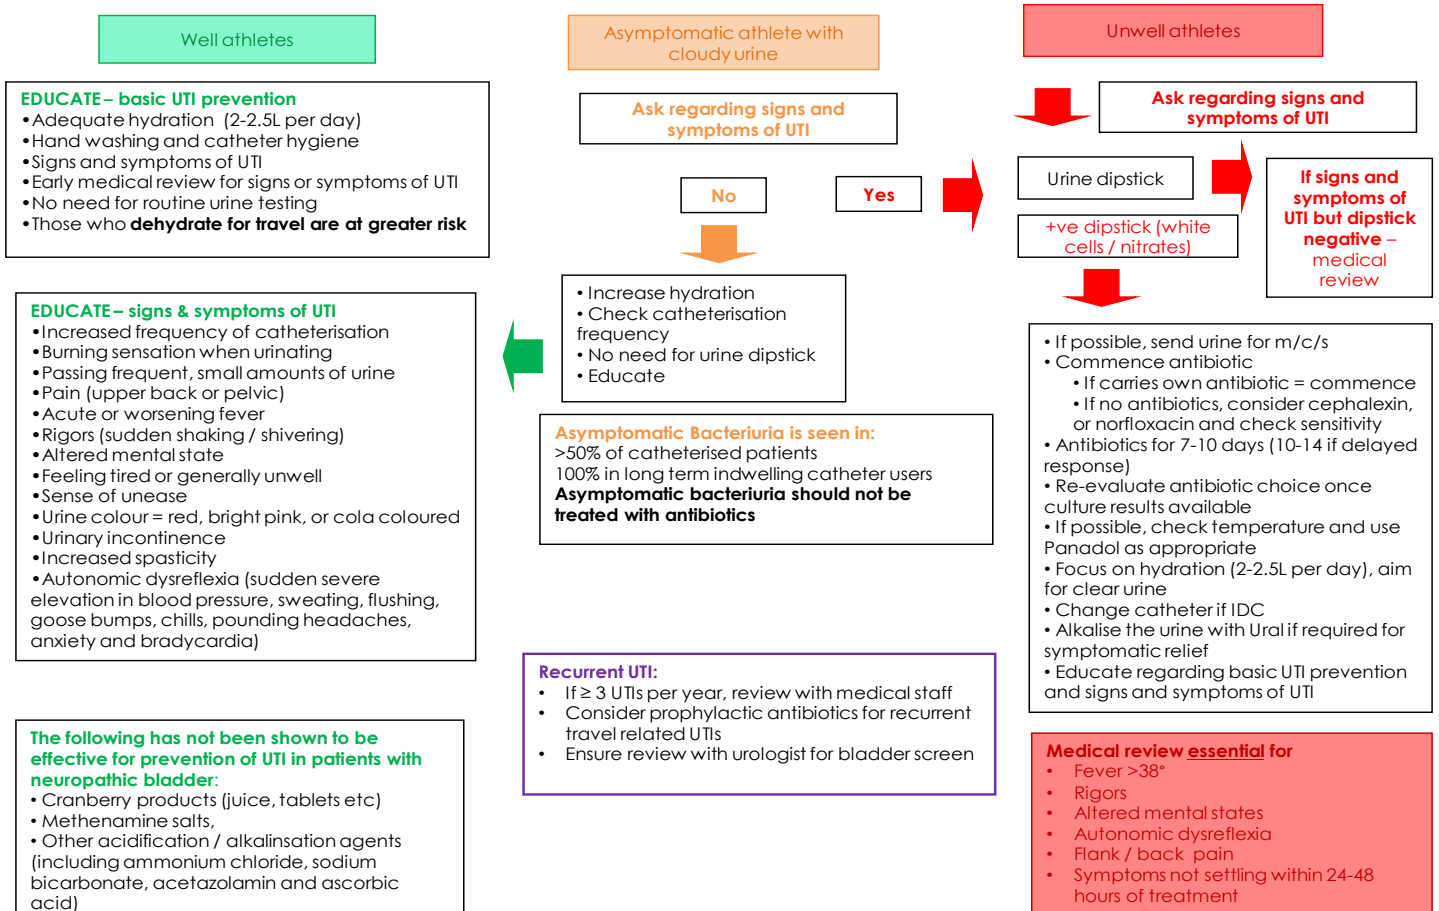 Well athletes
EDUCATE – basic UTI prevention
•Adequate hydration (2-2.5L per day)
•Hand washing and catheter hygiene
•Signs and symptoms of UTI
•Early medical review for signs or symptoms of UTI
•No need for routine urine testing
•Those who dehydrate for travel are at greater risk
EDUCATE – signs & symptoms of UTI
•Increased frequency of catheterisation
•Burning sensation when urinating
•Passing frequent, small amounts of urine
•Pain (upper back or pelvic)
•Acute or worsening fever
•Rigors (sudden shaking / shivering)
•Altered mental state
•Feeling tired or generally unwell
•Sense of unease
•Urine colour = red, bright pink, or cola coloured
•Urinary incontinence
•Increased spasticity
•Autonomic dysreflexia (sudden severe
elevation in blood pressure, sweating, flushing,
goose bumps, chills, pounding headaches,
anxiety and bradycardia)
The following has not been shown to be
effective for prevention of UTI in patients with
neuropathic bladder:
• Cranberry products (juice, tablets etc)
• Methenamine salts,
• Other acidification / alkalinsation agents
(including ammonium chloride, sodium
bicarbonate, acetazolamin and ascorbic
acid)
Asymptomatic athlete with
cloudy urine
Ask regarding signs and
symptoms of UTI
No
Yes
• Increase hydration
• Check catheterisation
frequency
• No need for urine dipstick
• Educate
Asymptomatic Bacteriuria is seen in:
>50% of catheterised patients
100% in long term indwelling catheter users
Asymptomatic bacteriuria should not be
treated with antibiotics
Recurrent UTI:
• If ≥ 3 UTIs per year, review with medical staff
• Consider prophylactic antibiotics for recurrent
travel related UTIs
• Ensure review with urologist for bladder screen
Unwell athletes
Ask regarding signs and
symptoms of UTI
Urine dipstick
+ve dipstick (white
cells / nitrates)
If signs and
symptoms of
UTI but dipstick
negative –
medical
review
• If possible, send urine for m/c/s
• Commence antibiotic
• If carries own antibiotic = commence
• If no antibiotics, consider cephalexin,
or norfloxacin and check sensitivity
• Antibiotics for 7-10 days (10-14 if delayed
response)
• Re-evaluate antibiotic choice once
culture results available
• If possible, check temperature and use
Panadol as appropriate
• Focus on hydration (2-2.5L per day), aim
for clear urine
• Change catheter if IDC
• Alkalise the urine with Ural if required for
symptomatic relief
• Educate regarding basic UTI prevention
and signs and symptoms of UTI
Medical review essential for
• Fever >38°
• Rigors
• Altered mental states
• Autonomic dysreflexia
• Flank / back pain
• Symptoms not settling within 24-48
hours of treatment